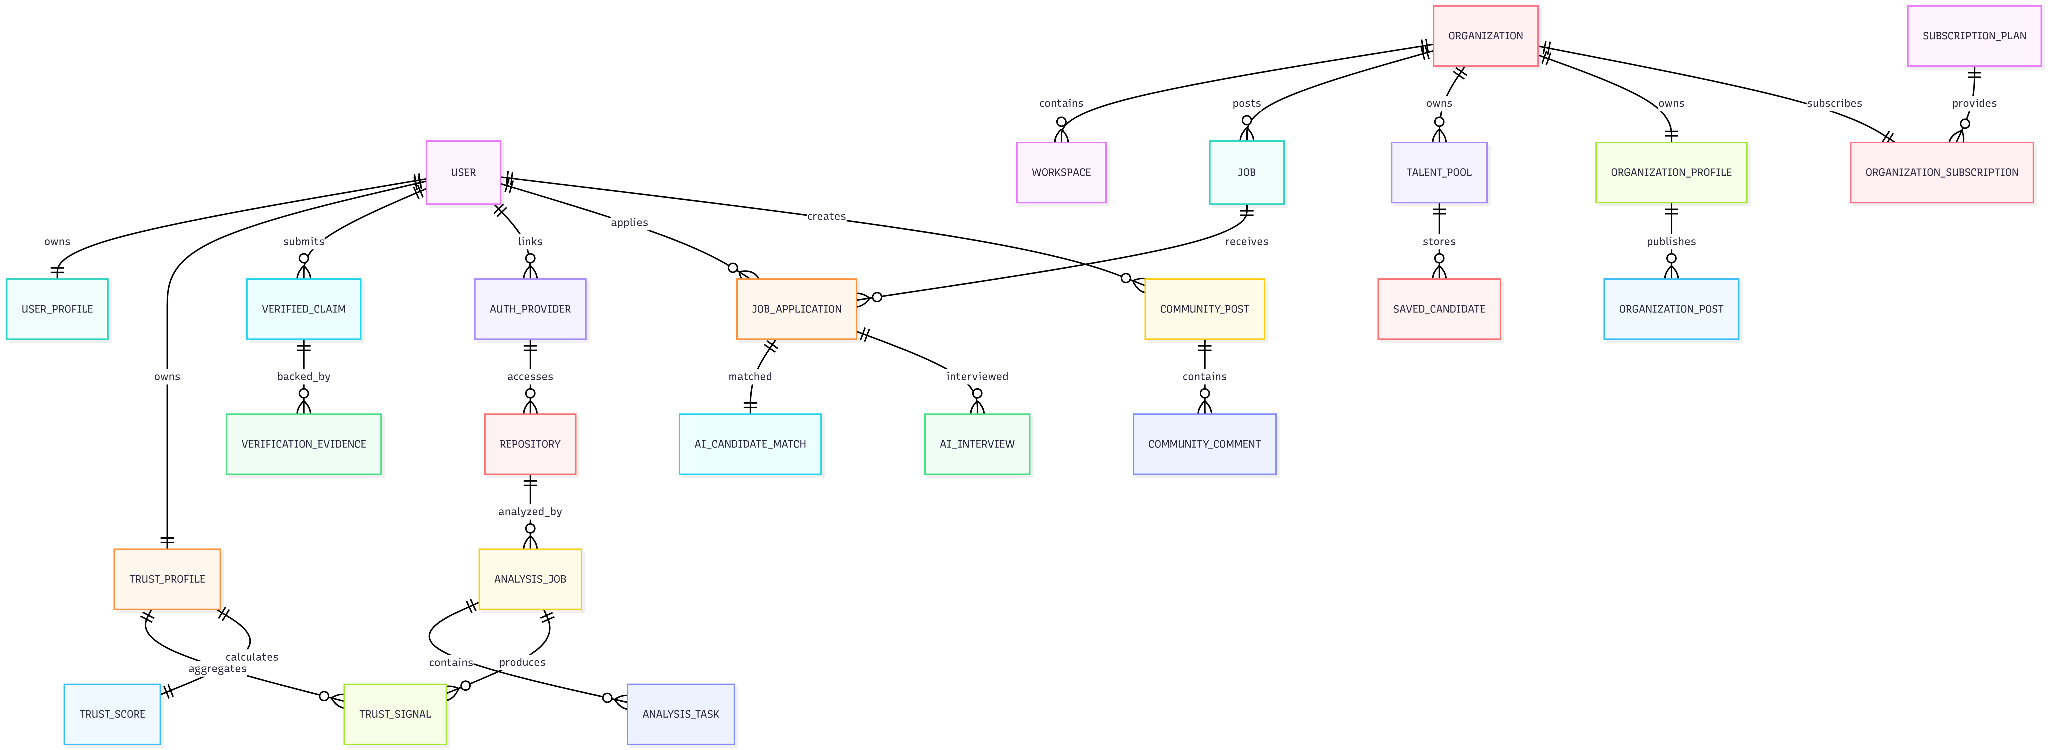 ORGANIZATION
SUBSCRIPTION_PLAN
contains
posts
owns
owns
subscribes
provides
USER
WORKSPACE
JOB
TALENT_POOL
ORGANIZATION_PROFILE
ORGANIZATION_SUBSCRIPTION
owns
submits
links
applies
creates
receives
stores
publishes
USER_PROFILE
VERIFIED_CLAIM
AUTH_PROVIDER
JOB_APPLICATION
COMMUNITY_POST
SAVED_CANDIDATE
ORGANIZATION_POST
owns
backed_by
accesses
matched
interviewed
contains
VERIFICATION_EVIDENCE
REPOSITORY
AI_CANDIDATE_MATCH
AI_INTERVIEW
COMMUNITY_COMMENT
analyzed_by
TRUST_PROFILE
ANALYSIS_JOB
calculates
aggregates
contains
produces
TRUST_SCORE
TRUST_SIGNAL
ANALYSIS_TASK